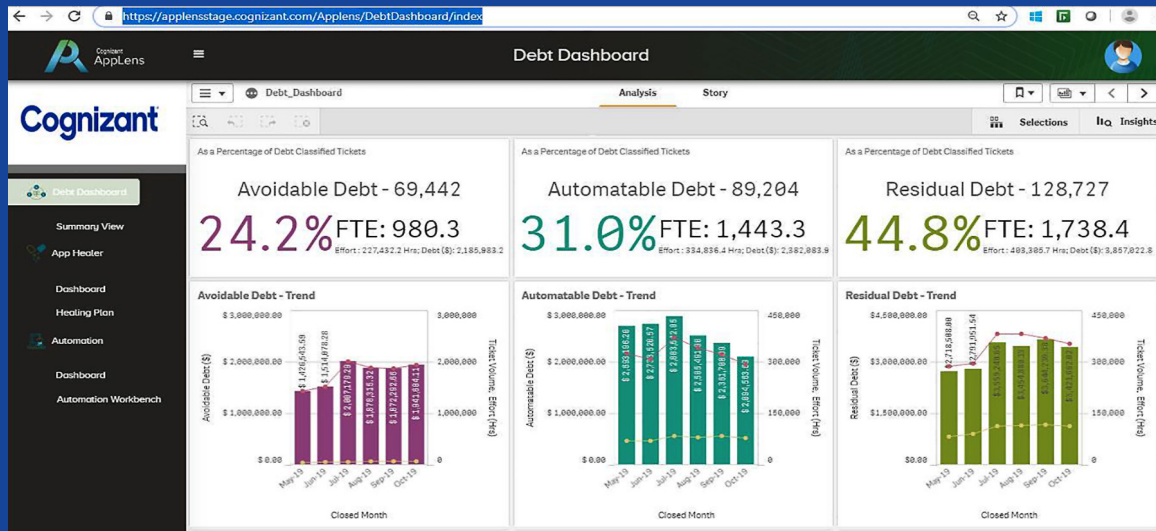 https://applensstage.cognizant.com/Applens/DebtDashboard/index
Cognizant
AppLens
Debt Dashboard
Debt_Dashboard
Analysis
Story
Cognizant
Selections
Insights
Debt Dashboard
Summary View
App Healer
Dashboard
Healing Plan
Automation
Dashboard
Automation Workbench
As a Percentage of Debt Classified Tickets
Avoidable Debt - 69,442
24.2% FTE: 980.3
Effort : 227,432.2 Hrs; Debt ($): 2,185,983.2
As a Percentage of Debt Classified Tickets
Automatable Debt - 89,204
31.0% FTE: 1,443.3
Effort : 334,836.4 Hrs; Debt ($): 2,382,083.9
As a Percentage of Debt Classified Tickets
Residual Debt - 128,727
44.8% FTE: 1,738.4
Effort : 403,305.7 Hrs; Debt ($): 3,857,022.8
Avoidable Debt - Trend
$ 3,000,000.00
$ 2,000,000.00
$ 1,000,000.00
$ 0.00
Avoidable Debt ($)
$ 1,426,543.59
$ 1,514,878.28
3,000,000
2,000,000
1,000,000
0
Ticket Volume, Effort (Hrs)
May-19
Jun-19
Jul-19
Aug-19
Sep-19
Oct-19
Closed Month
Automatable Debt - Trend
$ 3,000,000.00
$ 2,000,000.00
$ 1,000,000.00
$ 0.00
Automatable Debt ($)
450,000
300,000
150,000
0
Ticket Volume, Effort (Hrs)
May-19
Jun-19
Jul-19
Aug-19
Sep-19
Oct-19
Closed Month
Residual Debt - Trend
$4,500,000.00
$3,000,000.00
$1,500,000.00
$0.00
Residual Debt ($)
450,000
300,000
150,000
0
Ticket Volume, Effort (Hrs)
May-19
Jun-19
Jul-19
Aug-19
Sep-19
Oct-19
Closed Month